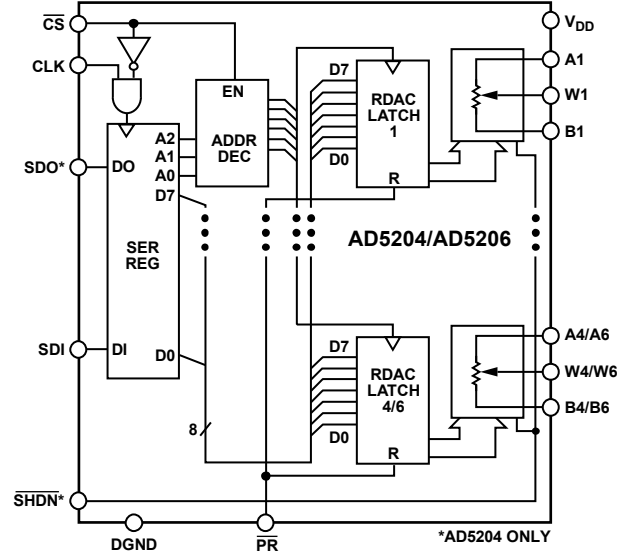 CS
VDD
CLK
A1
D7
EN
RDAC
LATCH
1
W1
B1
A2
ADDR
DEC
A1
A0
D0
SDO*
DO
R
D7
SER
REG
AD5204/AD5206
SDI
DI
D0
D7
RDAC
LATCH
4/6
A4/A6
W4/W6
B4/B6
8
D0
R
SHDN*
DGND
PR
*AD5204 ONLY